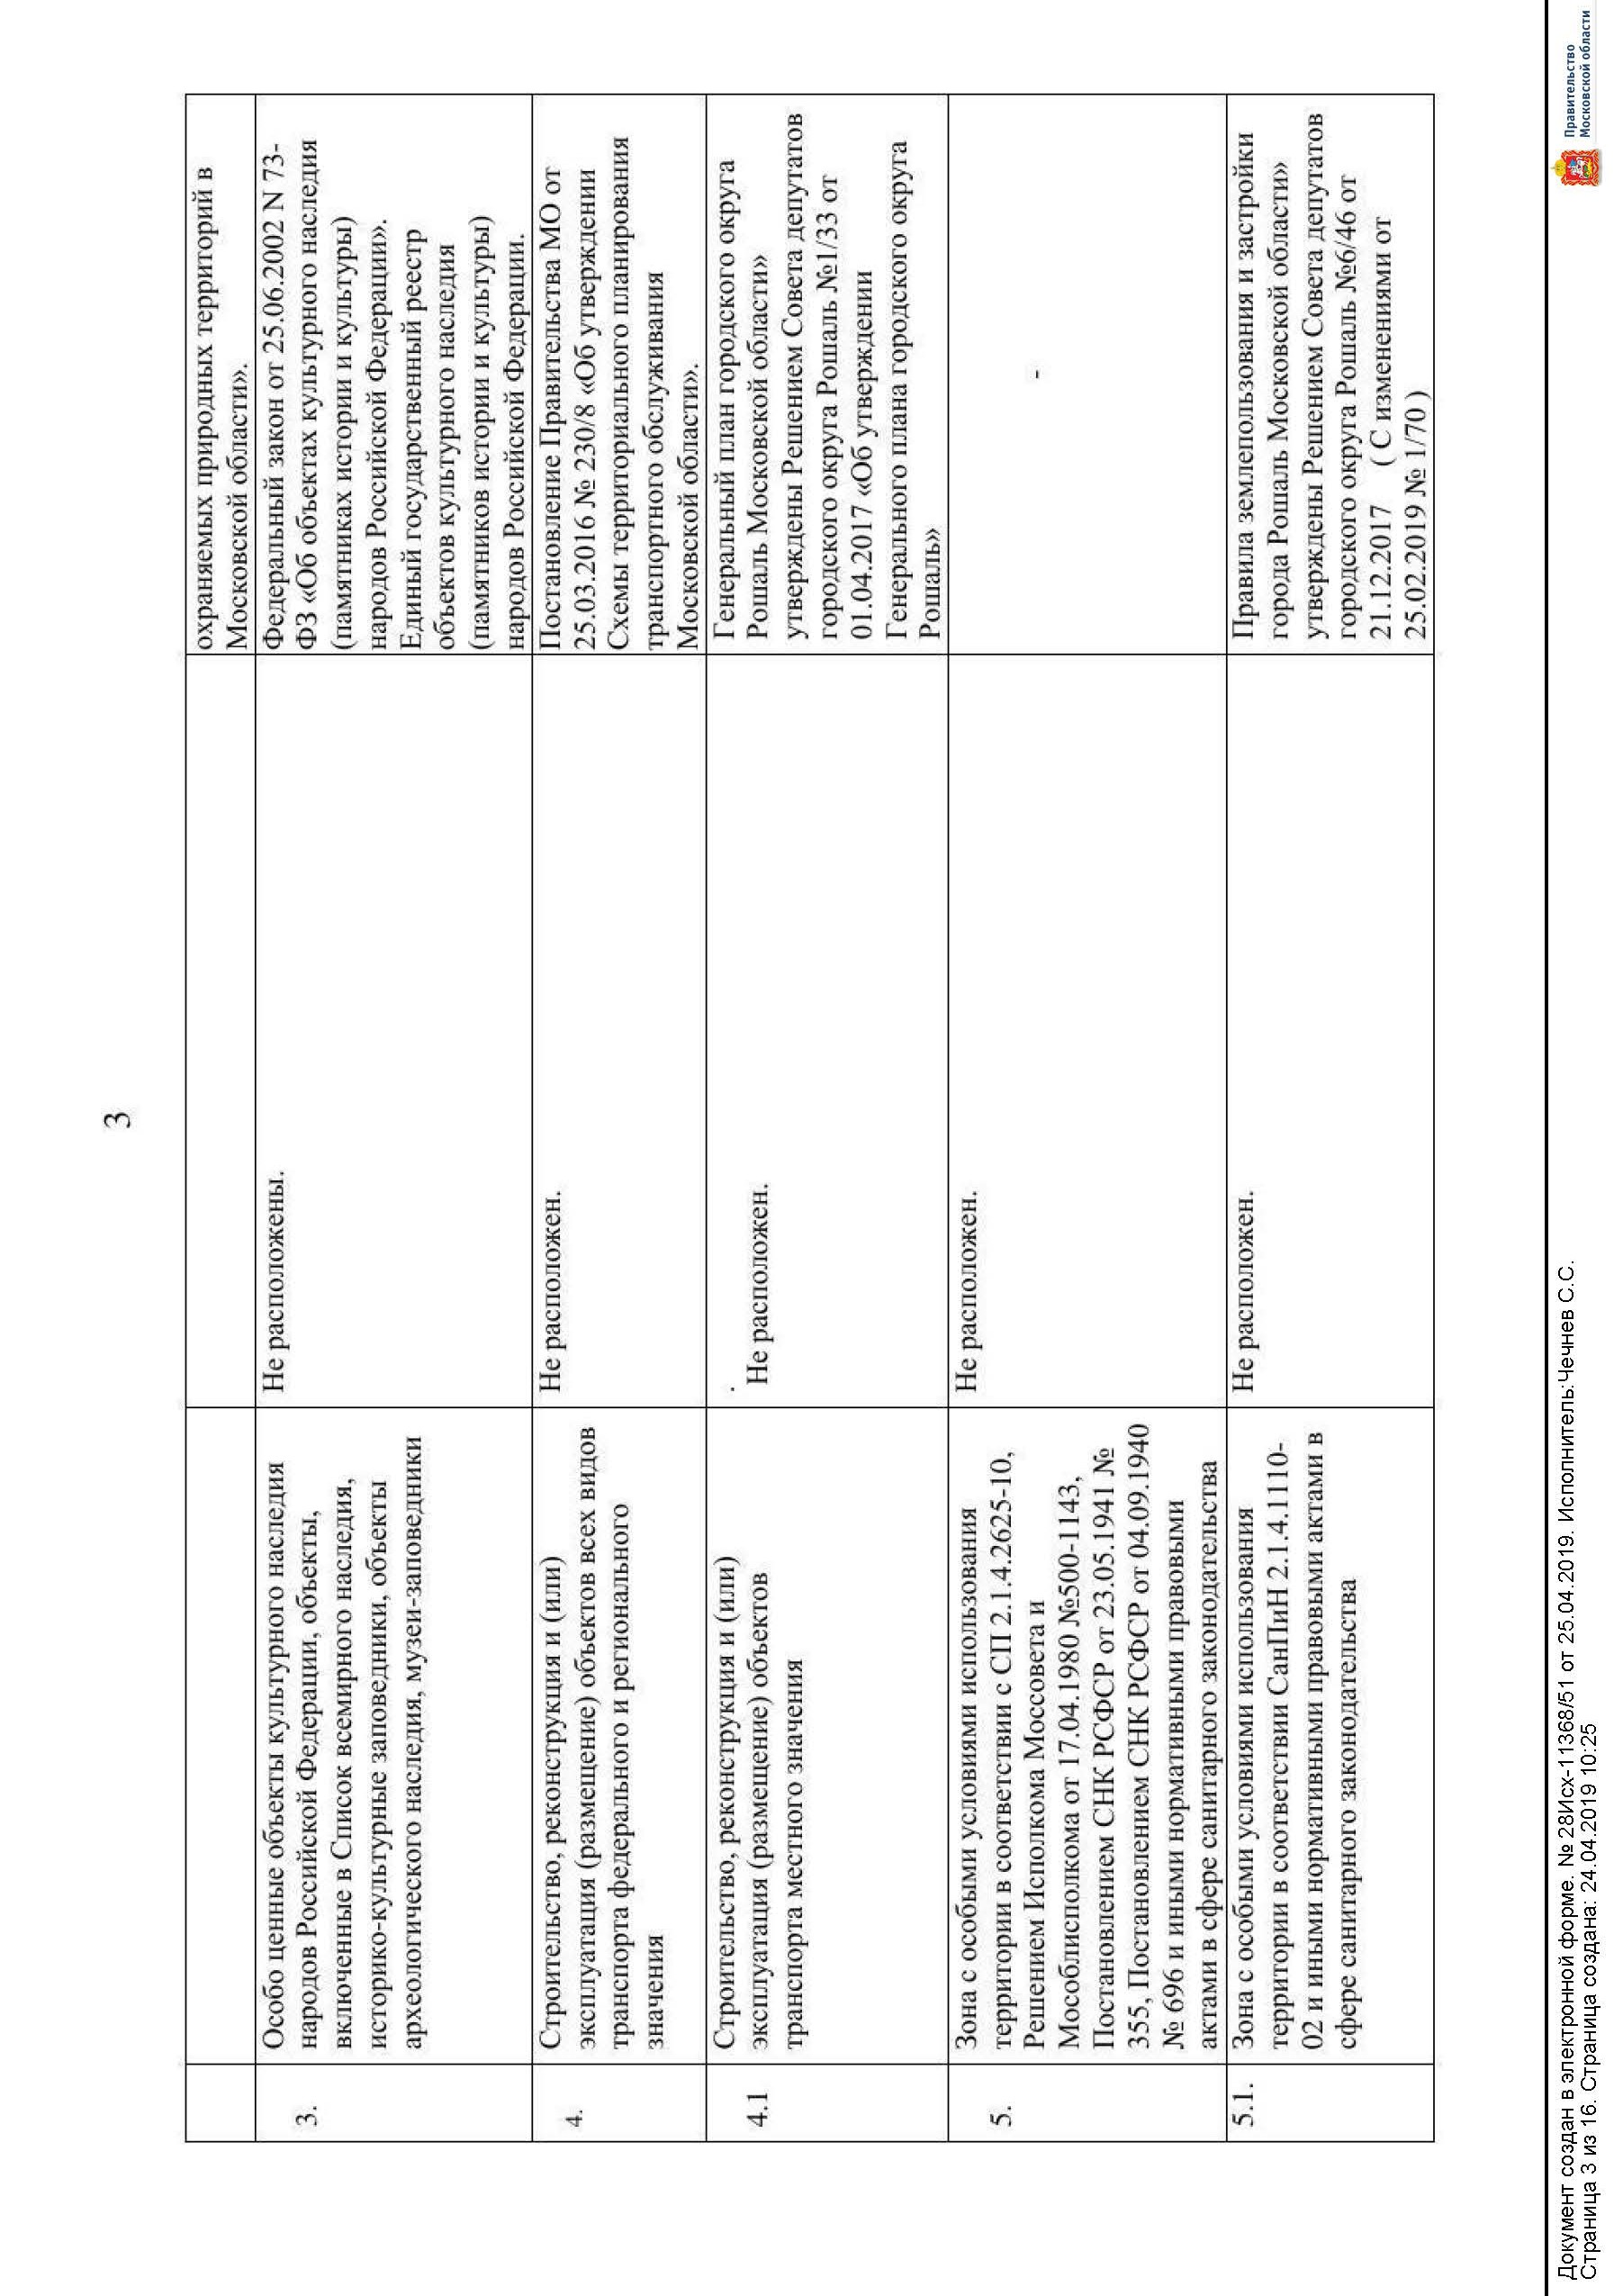 3
охраняемых природных территорий в
Московской области».
3.
Особо ценные объекты культурного наследия
народов Российской Федерации, объекты,
включенные в Список всемирного наследия,
историко-культурные заповедники, объекты
археологического наследия, музеи-заповедники
Не расположены.
Федеральный закон от 25.06.2002 N 73-
ФЗ «Об объектах культурного наследия
(памятниках истории и культуры)
народов Российской Федерации».
Единый государственный реестр
объектов культурного наследия
(памятников истории и культуры)
народов Российской Федерации.
4.
Строительство, реконструкция и (или)
эксплуатация (размещение) объектов всех видов
транспорта федерального и регионального
значения
Не расположен.
Постановление Правительства МО от
25.03.2016 № 230/8 «Об утверждении
Схемы территориального планирования
транспортного обслуживания
Московской области».
4.1
Строительство, реконструкция и (или)
эксплуатация (размещение) объектов
транспорта местного значения
.
Не расположен.
Генеральный план городского округа
Рошаль Московской области»
утверждены Решением Совета депутатов
городского округа Рошаль №1/33 от
01.04.2017 «Об утверждении
Генерального плана городского округа
Рошаль»
5.
Зона с особыми условиями использования
территории в соответствии с СП 2.1.4.2625-10,
Решением Исполкома Моссовета и
Мособлисполкома от 17.04.1980 №500-1143,
Постановлением СНК РСФСР от 23.05.1941 №
355, Постановлением СНК РСФСР от 04.09.1940
№ 696 и иными нормативными правовыми
актами в сфере санитарного законодательства
Не расположен.
-
5.1.
Зона с особыми условиями использования
территории в соответствии СанПиН 2.1.4.1110-
02 и иными нормативными правовыми актами в
сфере санитарного законодательства
Не расположен.
Правила землепользования и застройки
города Рошаль Московской области»
утверждены Решением Совета депутатов
городского округа Рошаль №6/46 от
21.12.2017 ( С изменениями от
25.02.2019 № 1/70 )
Документ создан в электронной форме. № 28Исх-11368/51 от 25.04.2019. Исполнитель:Чечнев С.С.
Страница 3 из 16. Страница создана: 24.04.2019 10:25
Правительство
Московской области